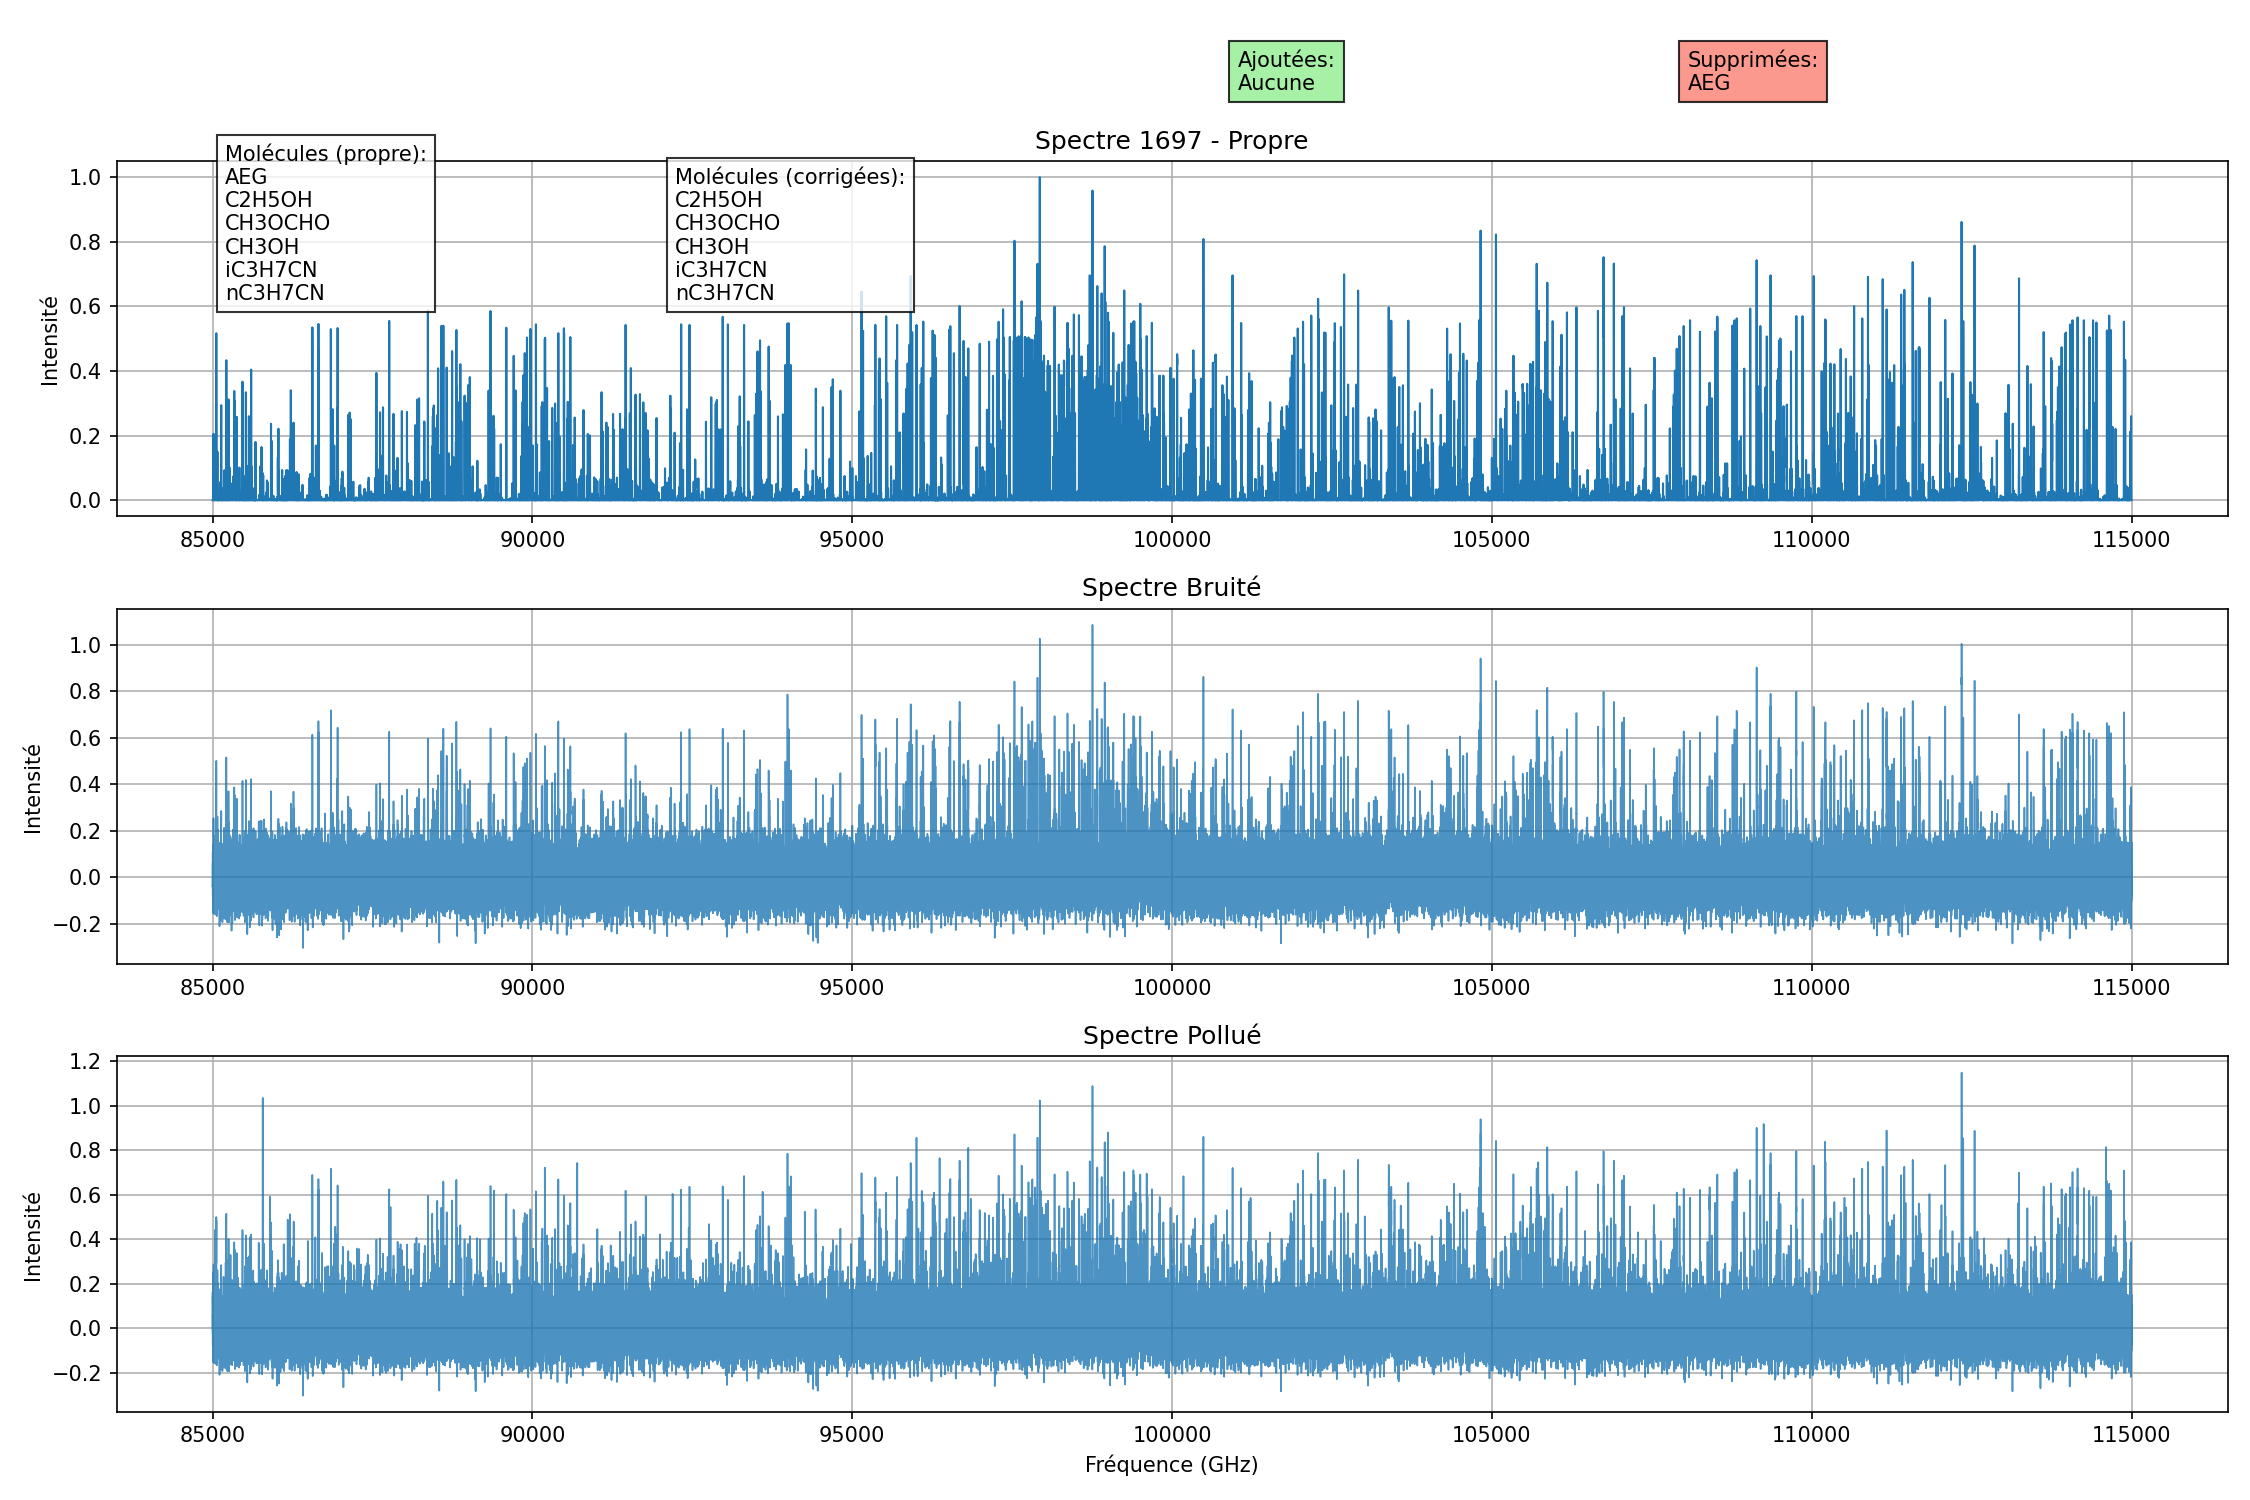 Ajoutées:
Aucune
Supprimées:
AEG
Spectre 1697 - Propre
Molécules (propre):
AEG
C2H5OH
CH3OCHO
CH3OH
iC3H7CN
nC3H7CN
Molécules (corrigées):
C2H5OH
CH3OCHO
CH3OH
iC3H7CN
nC3H7CN
Intensité
1.0
0.8
0.6
0.4
0.2
0.0
85000 90000 95000 100000 105000 110000 115000
Spectre Bruité
Intensité
1.0
0.8
0.6
0.4
0.2
0.0
−0.2
85000 90000 95000 100000 105000 110000 115000
Spectre Pollué
Intensité
1.2
1.0
0.8
0.6
0.4
0.2
0.0
−0.2
85000 90000 95000 100000 105000 110000 115000
Fréquence (GHz)